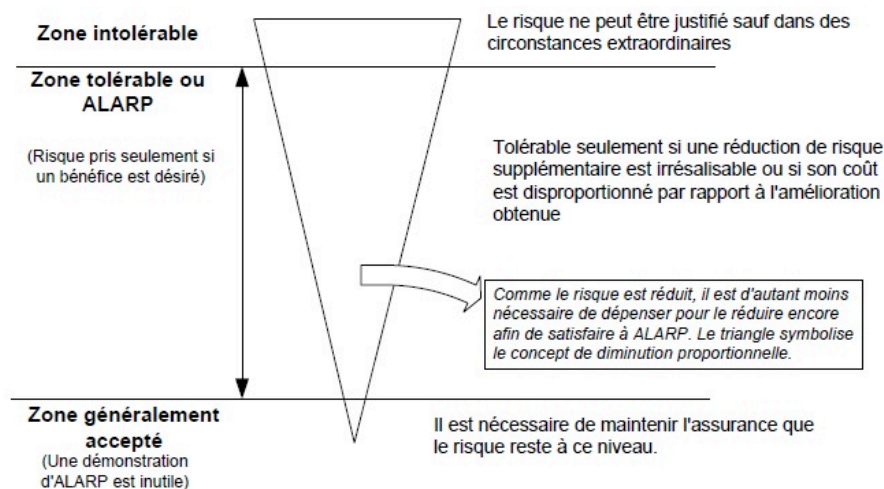 Zone intolérable
Le risque ne peut être justifié sauf dans des
circonstances extraordinaires
Zone tolérable ou
ALARP
(Risque pris seulement si
un bénéfice est désiré)
Tolérable seulement si une réduction de risque
supplémentaire est irrésalisable ou si son coût
est disproportionné par rapport à l'amélioration
obtenue
Comme le risque est réduit, il est d'autant moins
nécessaire de dépenser pour le réduire encore
afin de satisfaire à ALARP. Le triangle symbolise
le concept de diminution proportionnelle.
Zone généralement
accepté
(Une démonstration
d'ALARP est inutile)
Il est nécessaire de maintenir l'assurance que
le risque reste à ce niveau.